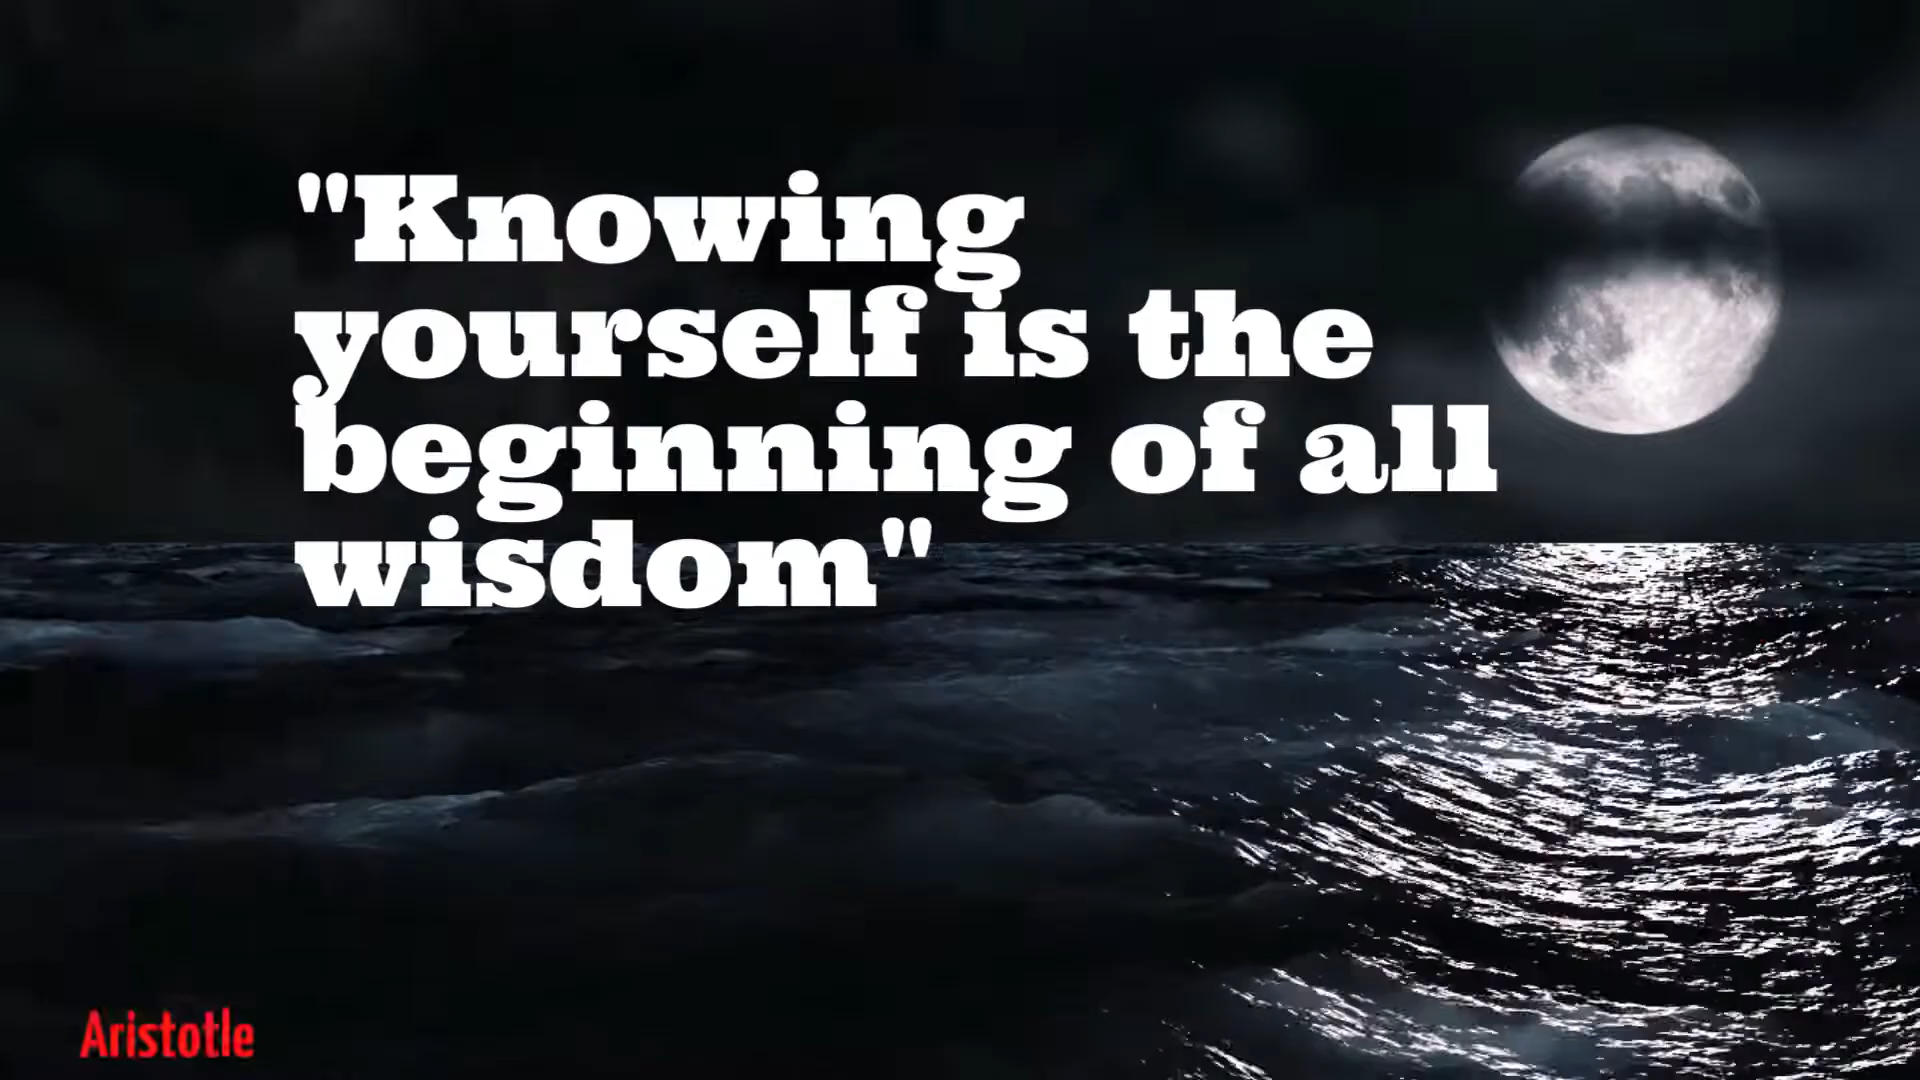 "Knowing
yourself is the
beginning of all
wisdom"
Aristotle